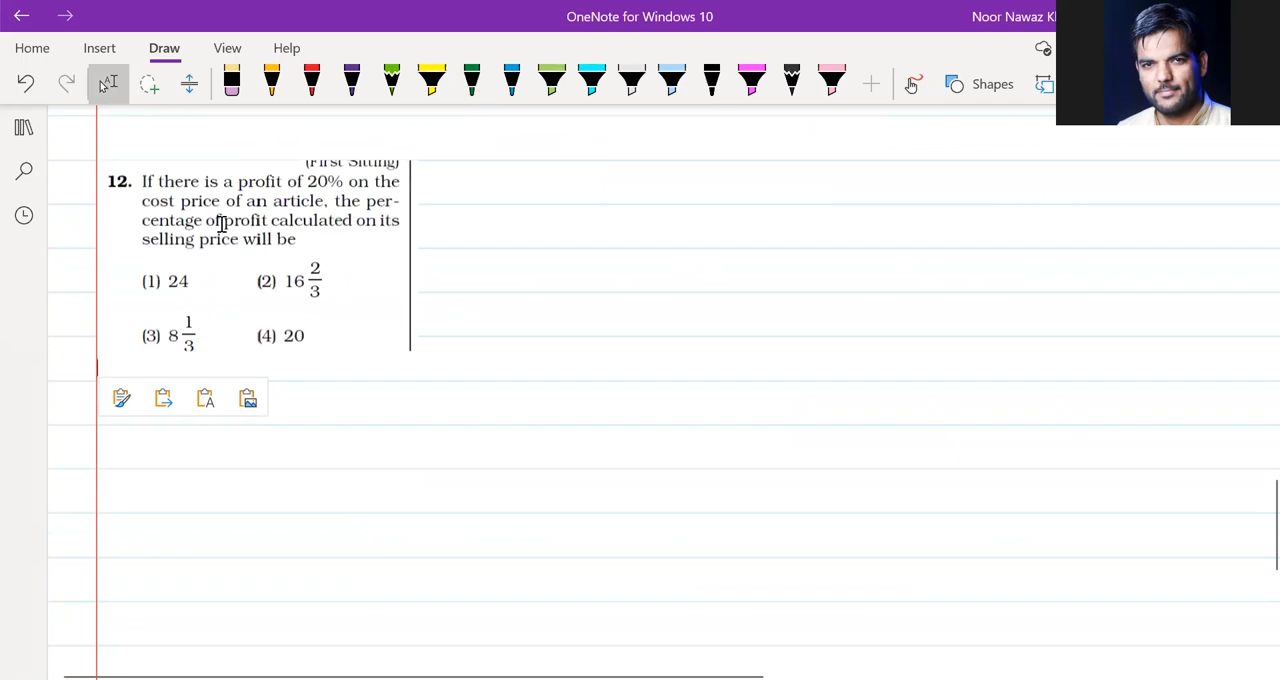 OneNote for Windows 10
Noor Nawaz K
Home Insert Draw View Help
Shapes
(First Sitting)
12. If there is a profit of 20% on the
cost price of an article, the per-
centage of profit calculated on its
selling price will be
(1) 24 (2) 16 2/3
(3) 8 1/3 (4) 20